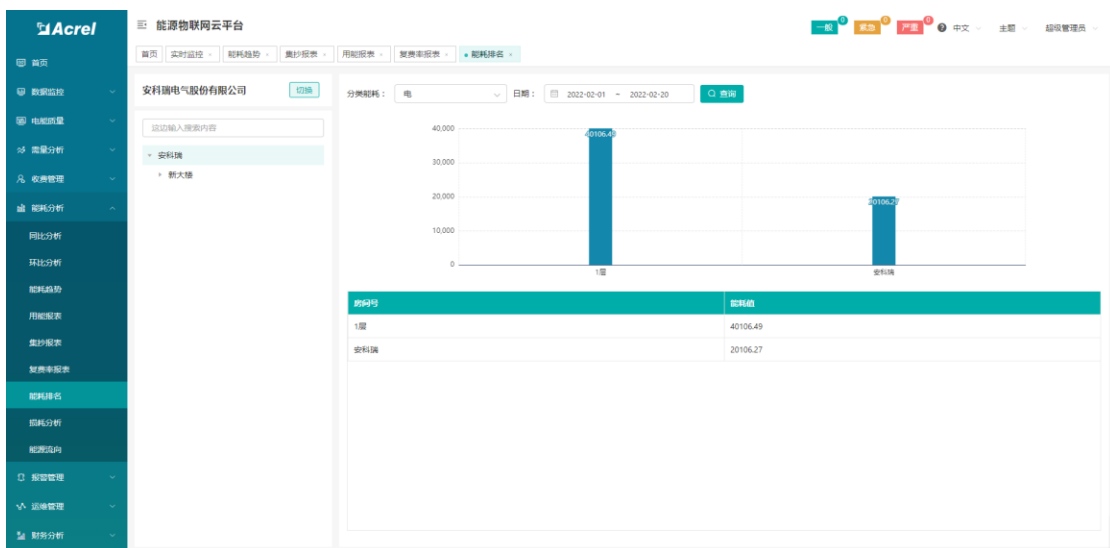 Acrel
能源物联网云平台
一般 0 紧急 0 严重 0 中文 主题 超级管理员
首页 实时监控 能耗趋势 集抄报表 用能报表 复费率报表 能耗排名
首页
数据监控
电能质量
需量分析
收费管理
能耗分析
同比分析
环比分析
能耗趋势
用能报表
集抄报表
复费率报表
能耗排名
损耗分析
能源流向
报警管理
运维管理
财务分析
安科瑞电气股份有限公司 切换
这边输入搜索内容
安科瑞
新大楼
分类能耗： 电 日期： 2022-02-01 ~ 2022-02-20 查询
40,000
30,000
20,000
10,000
0
40106.49
20106.27
1层 安科瑞
房间号 能耗值
1层 40106.49
安科瑞 20106.27